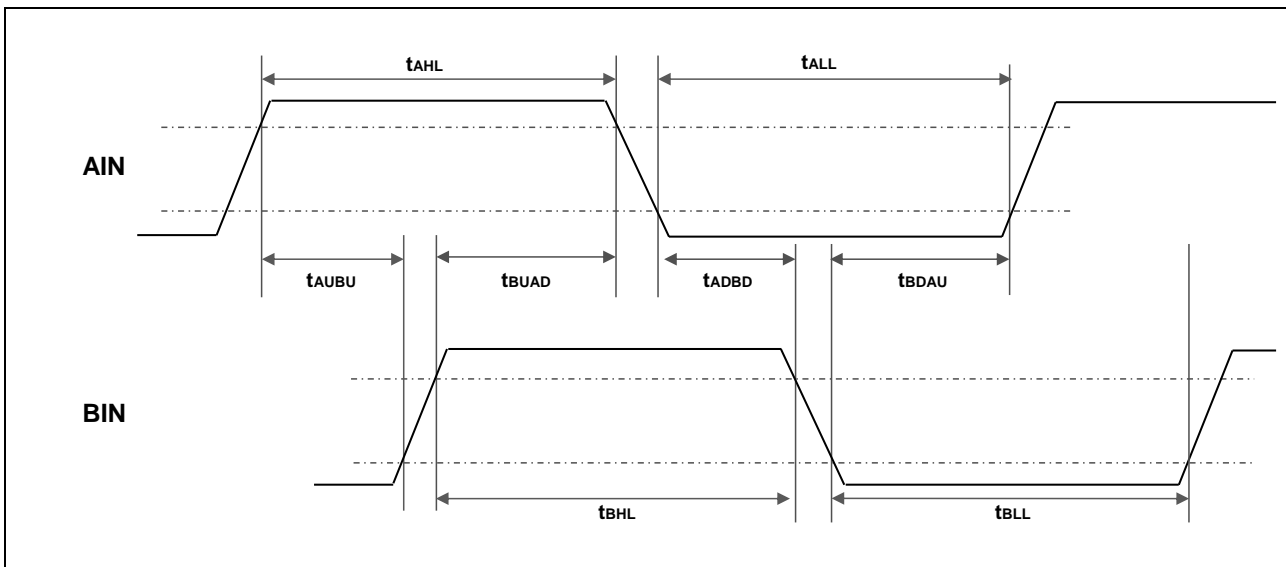 tAHL
tALL
AIN
tAUBU
tBUAD
tADBD
tBDAU
BIN
tBHL
tBLL